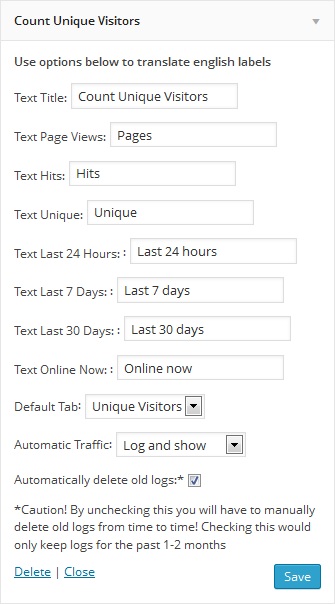 Count Unique Visitors
Use options below to translate english labels
Text Title: Count Unique Visitors
Text Page Views: Pages
Text Hits: Hits
Text Unique: Unique
Text Last 24 Hours: : Last 24 hours
Text Last 7 Days: : Last 7 days
Text Last 30 Days: : Last 30 days
Text Online Now: : Online now
Default Tab: Unique Visitors
Automatic Traffic: Log and show
Automatically delete old logs:*
*Caution! By unchecking this you will have to manually
delete old logs from time to time! Checking this would
only keep logs for the past 1-2 months
Delete | Close
Save